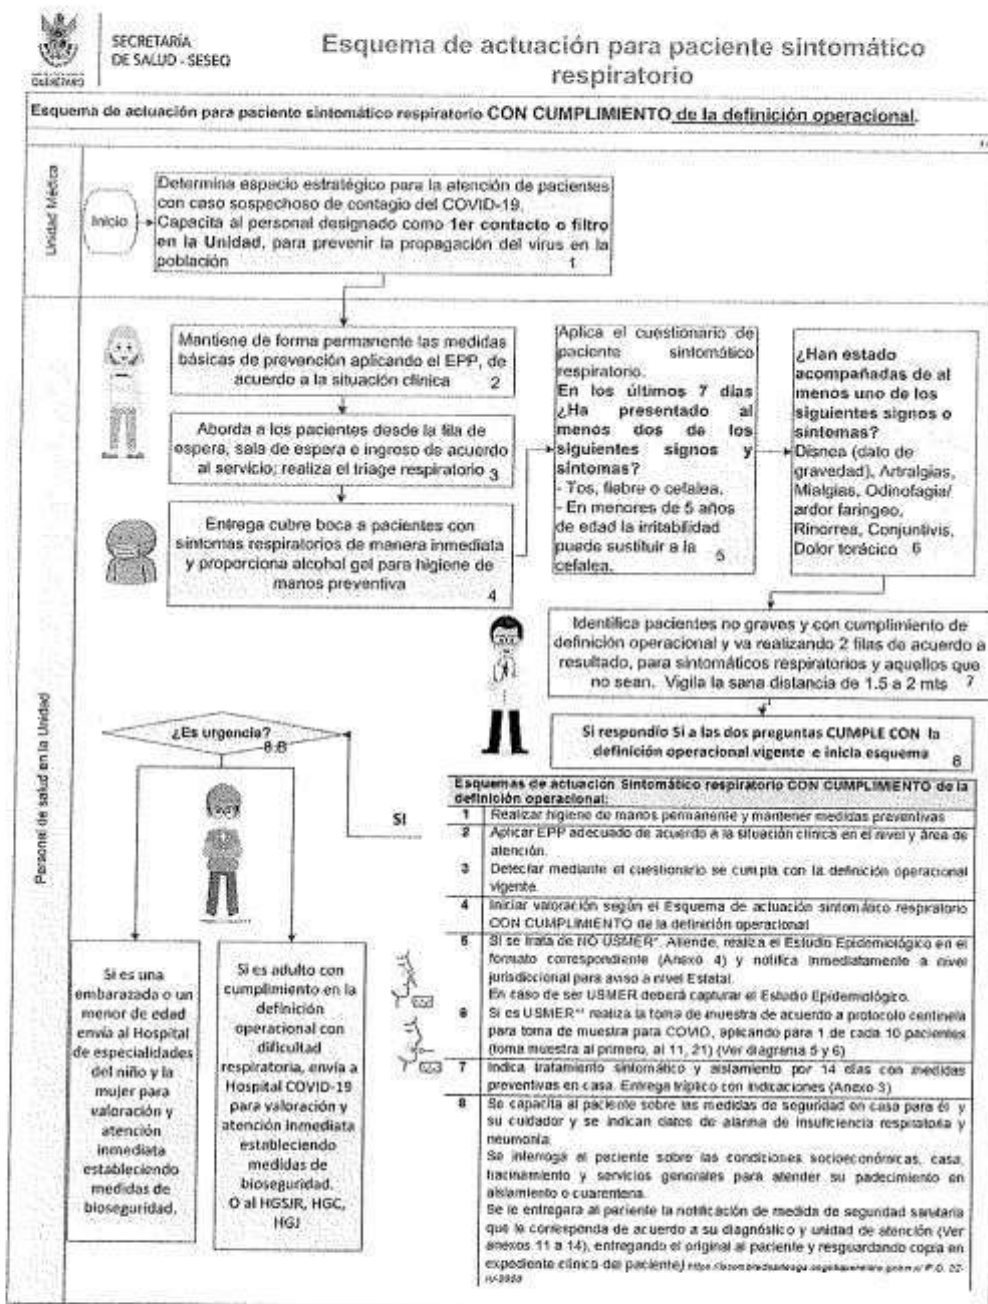 SECRETARÍA
DE SALUD - SESEQ
QUERÉTARO
Esquema de actuación para paciente sintomático
respiratorio
Esquema de actuación para paciente sintomático respiratorio CON CUMPLIMIENTO de la definición operacional.
Unidad Médica
Inicio
Determina espacio estratégico para la atención de pacientes
con caso sospechoso de contagio del COVID-19.
Capacita al personal designado como 1er contacto o filtro
en la Unidad, para prevenir la propagación del virus en la
población 1
Personal de salud en la Unidad
Mantiene de forma permanente las medidas
básicas de prevención aplicando el EPP, de
acuerdo a la situación clínica 2
Aborda a los pacientes desde la fila de
espera, sala de espera e ingreso de acuerdo
al servicio; realiza el triage respiratorio 3
Entrega cubre boca a pacientes con
síntomas respiratorios de manera inmediata
y proporciona alcohol gel para higiene de
manos preventiva
4
Aplica el cuestionario de
paciente sintomático
respiratorio.
En los últimos 7 días
¿Ha presentado al
menos dos de los
siguientes signos y
síntomas?
- Tos, fiebre o cefalea.
- En menores de 5 años
de edad la irritabilidad
puede sustituir a la
cefalea. 5
¿Han estado
acompañadas de al
menos uno de los
siguientes signos o
síntomas?
Disnea (dato de
gravedad), Artralgias,
Mialgias, Odinofagia/
ardor faríngeo,
Rinorrea, Conjuntivis,
Dolor torácico 6
Identifica pacientes no graves y con cumplimiento de
definición operacional y va realizando 2 filas de acuerdo a
resultado, para sintomáticos respiratorios y aquellos que
no sean. Vigila la sana distancia de 1.5 a 2 mts 7
Si respondío Si a las dos preguntas CUMPLE CON la
definición operacional vigente e inicia esquema 8
¿Es urgencia?
8.B
SI
Si es una
embarazada o un
menor de edad
envía al Hospital
de especialidades
del niño y la
mujer para
valoración y
atención
inmediata
estableciendo
medidas de
bioseguridad.
Si es adulto con
cumplimiento en la
definición
operacional con
dificultad
respiratoria, envía a
Hospital COVID-19
para valoración y
atención inmediata
estableciendo
medidas de
bioseguridad.
O al HGSJR, HGC,
HGJ
Esquemas de actuación Sintomático respiratorio CON CUMPLIMIENTO de la
definición operacional:
1 Realizar higiene de manos permanente y mantener medidas preventivas
2 Aplicar EPP adecuado de acuerdo a la situación clínica en el nivel y área de
atención.
3 Detectar mediante el cuestionario se cumpla con la definición operacional
vigente.
4 Iniciar valoración según el Esquema de actuación sintomático respiratorio
CON CUMPLIMIENTO de la definición operacional
5 Si se trata de NO USMER*. Atiende, realiza el Estudio Epidemiológico en el
formato correspondiente (Anexo 4) y notifica inmediatamente a nivel
jurisdiccional para aviso a nivel Estatal.
En caso de ser USMER deberá capturar el Estudio Epidemiológico.
6 Si es USMER** realiza la toma de muestra de acuerdo a protocolo centinela
para toma de muestra para COVID, aplicando para 1 de cada 10 pacientes
(toma muestra al primero, al 11, 21) (Ver diagrama 5 y 6)
7 Indica tratamiento sintomático y aislamiento por 14 días con medidas
preventivas en casa. Entrega tríptico con indicaciones (Anexo 3)
8 Se capacita al paciente sobre las medidas de seguridad en casa para él y
su cuidador y se indican datos de alarma de insuficiencia respiratoria y
neumonía.
Se interroga al paciente sobre las condiciones socioeconómicas, casa,
hacinamiento y servicios generales para atender su padecimiento en
aislamiento o cuarentena.
Se le entregara al paciente la notificación de medida de seguridad sanitaria
que le corresponda de acuerdo a su diagnóstico y unidad de atención (Ver
anexos 11 a 14), entregando el original al paciente y resguardando copia en
expediente clínico del paciente)